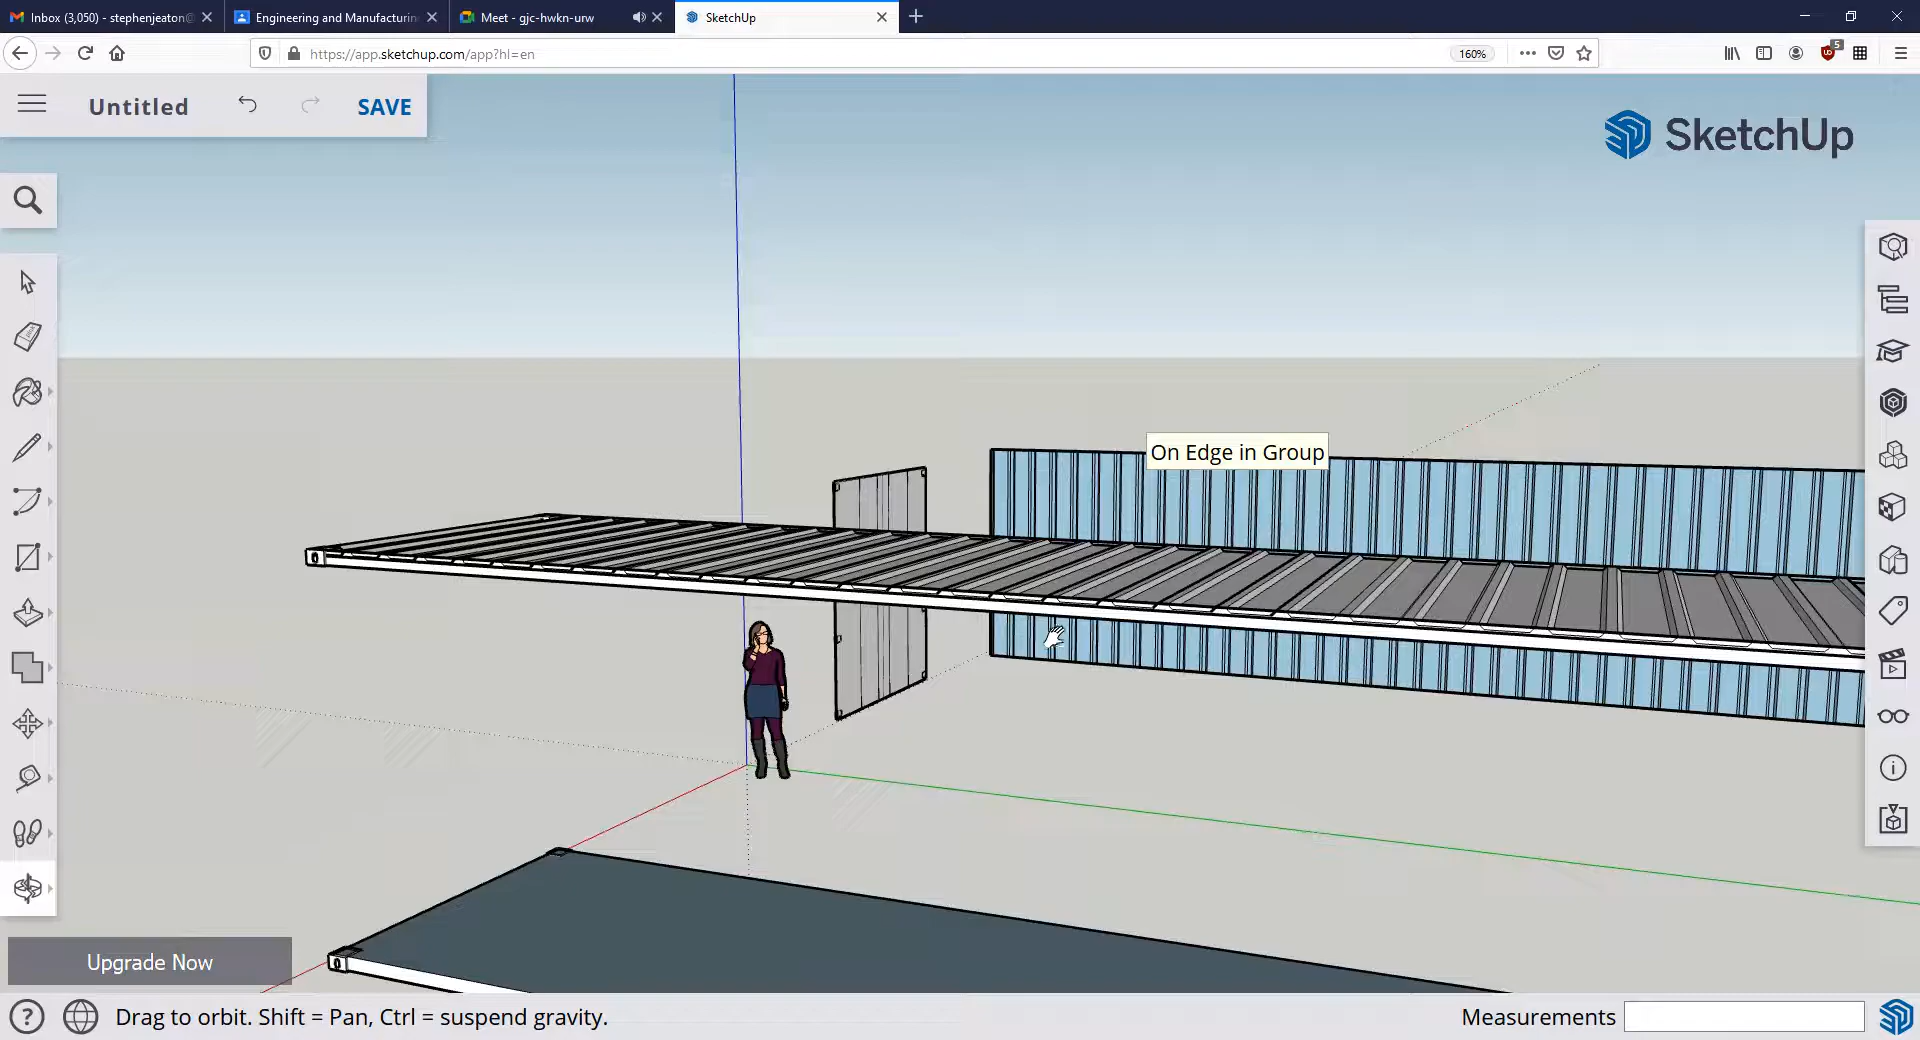 Inbox (3,050) - stephenjeaton@
Engineering and Manufacturin
Meet - gjc-hwkn-urw
SketchUp
https://app.sketchup.com/app?hl=en
160%
5
Untitled
SAVE
SketchUp
On Edge in Group
Upgrade Now
Drag to orbit. Shift = Pan, Ctrl = suspend gravity.
Measurements